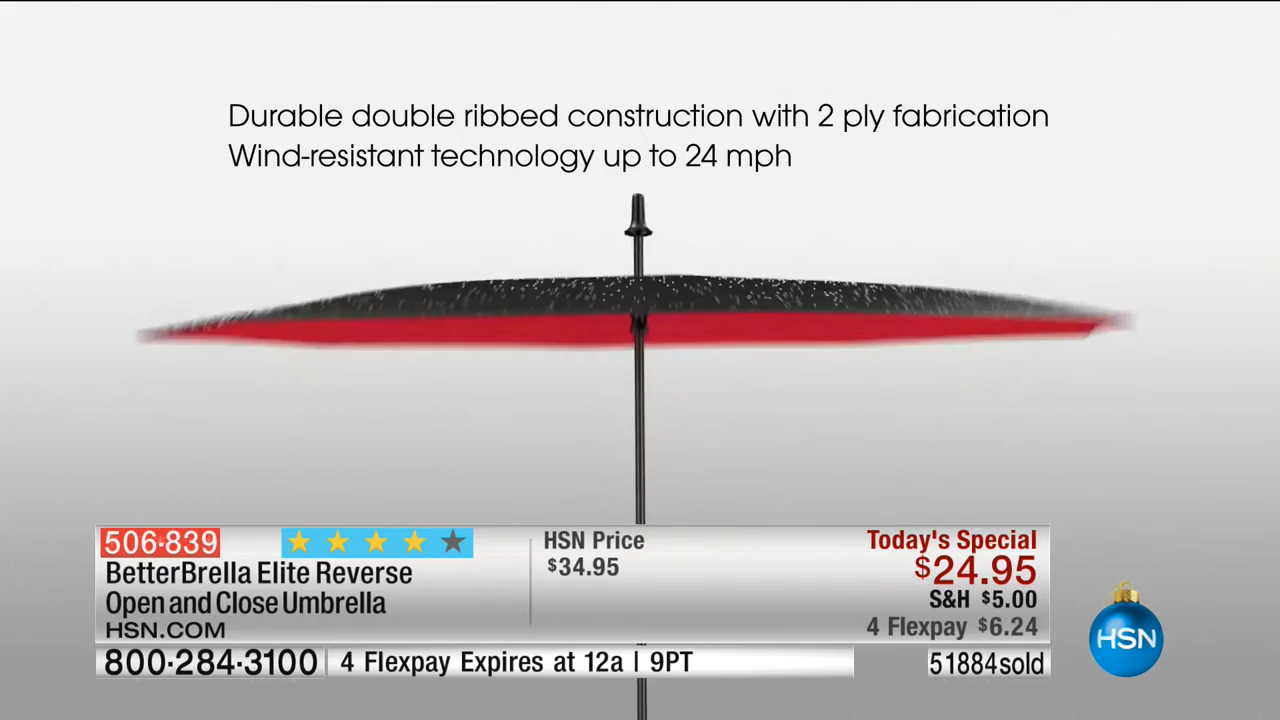 Durable double ribbed construction with 2 ply fabrication
Wind-resistant technology up to 24 mph
506-839
BetterBrella Elite Reverse
Open and Close Umbrella
HSN.COM
HSN Price
$34.95
Today's Special
$24.95
S&H $5.00
4 Flexpay $6.24
800·284·3100
4 Flexpay Expires at 12a | 9PT
51884 sold
HSN